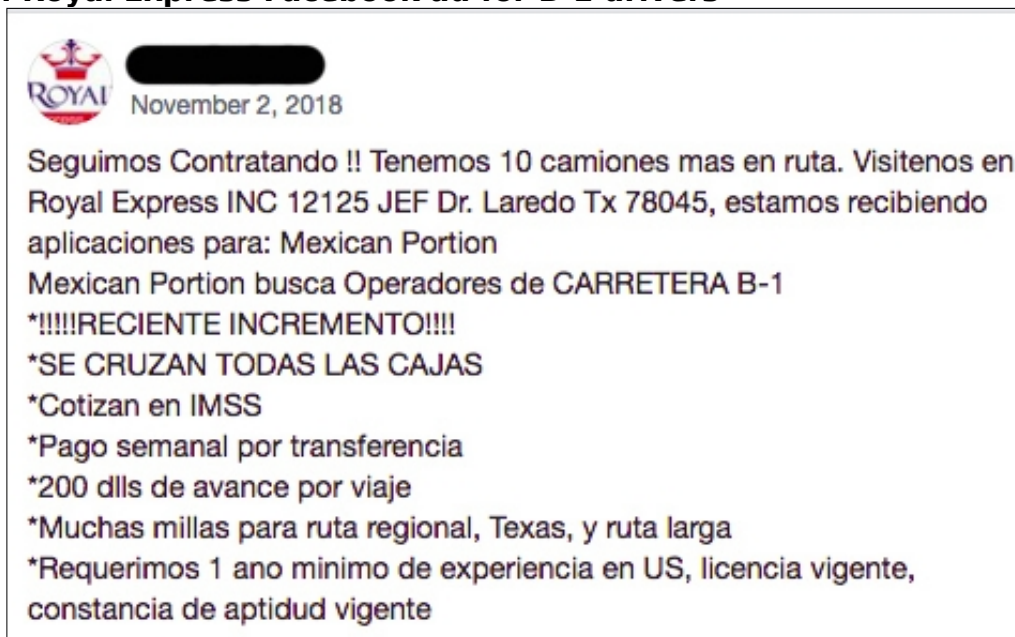 Royal Express Facebook ad for B-1 drivers
ROYAL
November 2, 2018
Seguimos Contratando !! Tenemos 10 camiones mas en ruta. Visitenos en
Royal Express INC 12125 JEF Dr. Laredo Tx 78045, estamos recibiendo
aplicaciones para: Mexican Portion
Mexican Portion busca Operadores de CARRETERA B-1
*!!!!!RECIENTE INCREMENTO!!!!
*SE CRUZAN TODAS LAS CAJAS
*Cotizan en IMSS
*Pago semanal por transferencia
*200 dlls de avance por viaje
*Muchas millas para ruta regional, Texas, y ruta larga
*Requerimos 1 ano minimo de experiencia en US, licencia vigente,
constancia de aptidud vigente